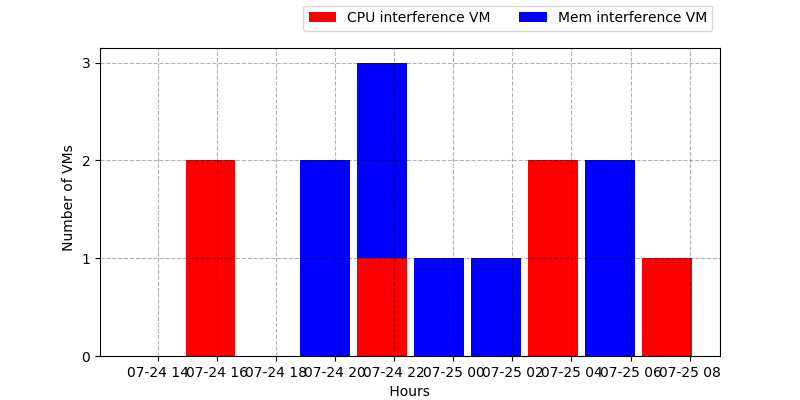 CPU interference VM Mem interference VM
3
2
1
0
Number of VMs
07-24 14 07-24 16 07-24 18 07-24 20 07-24 22 07-25 00 07-25 02 07-25 04 07-25 06 07-25 08
Hours